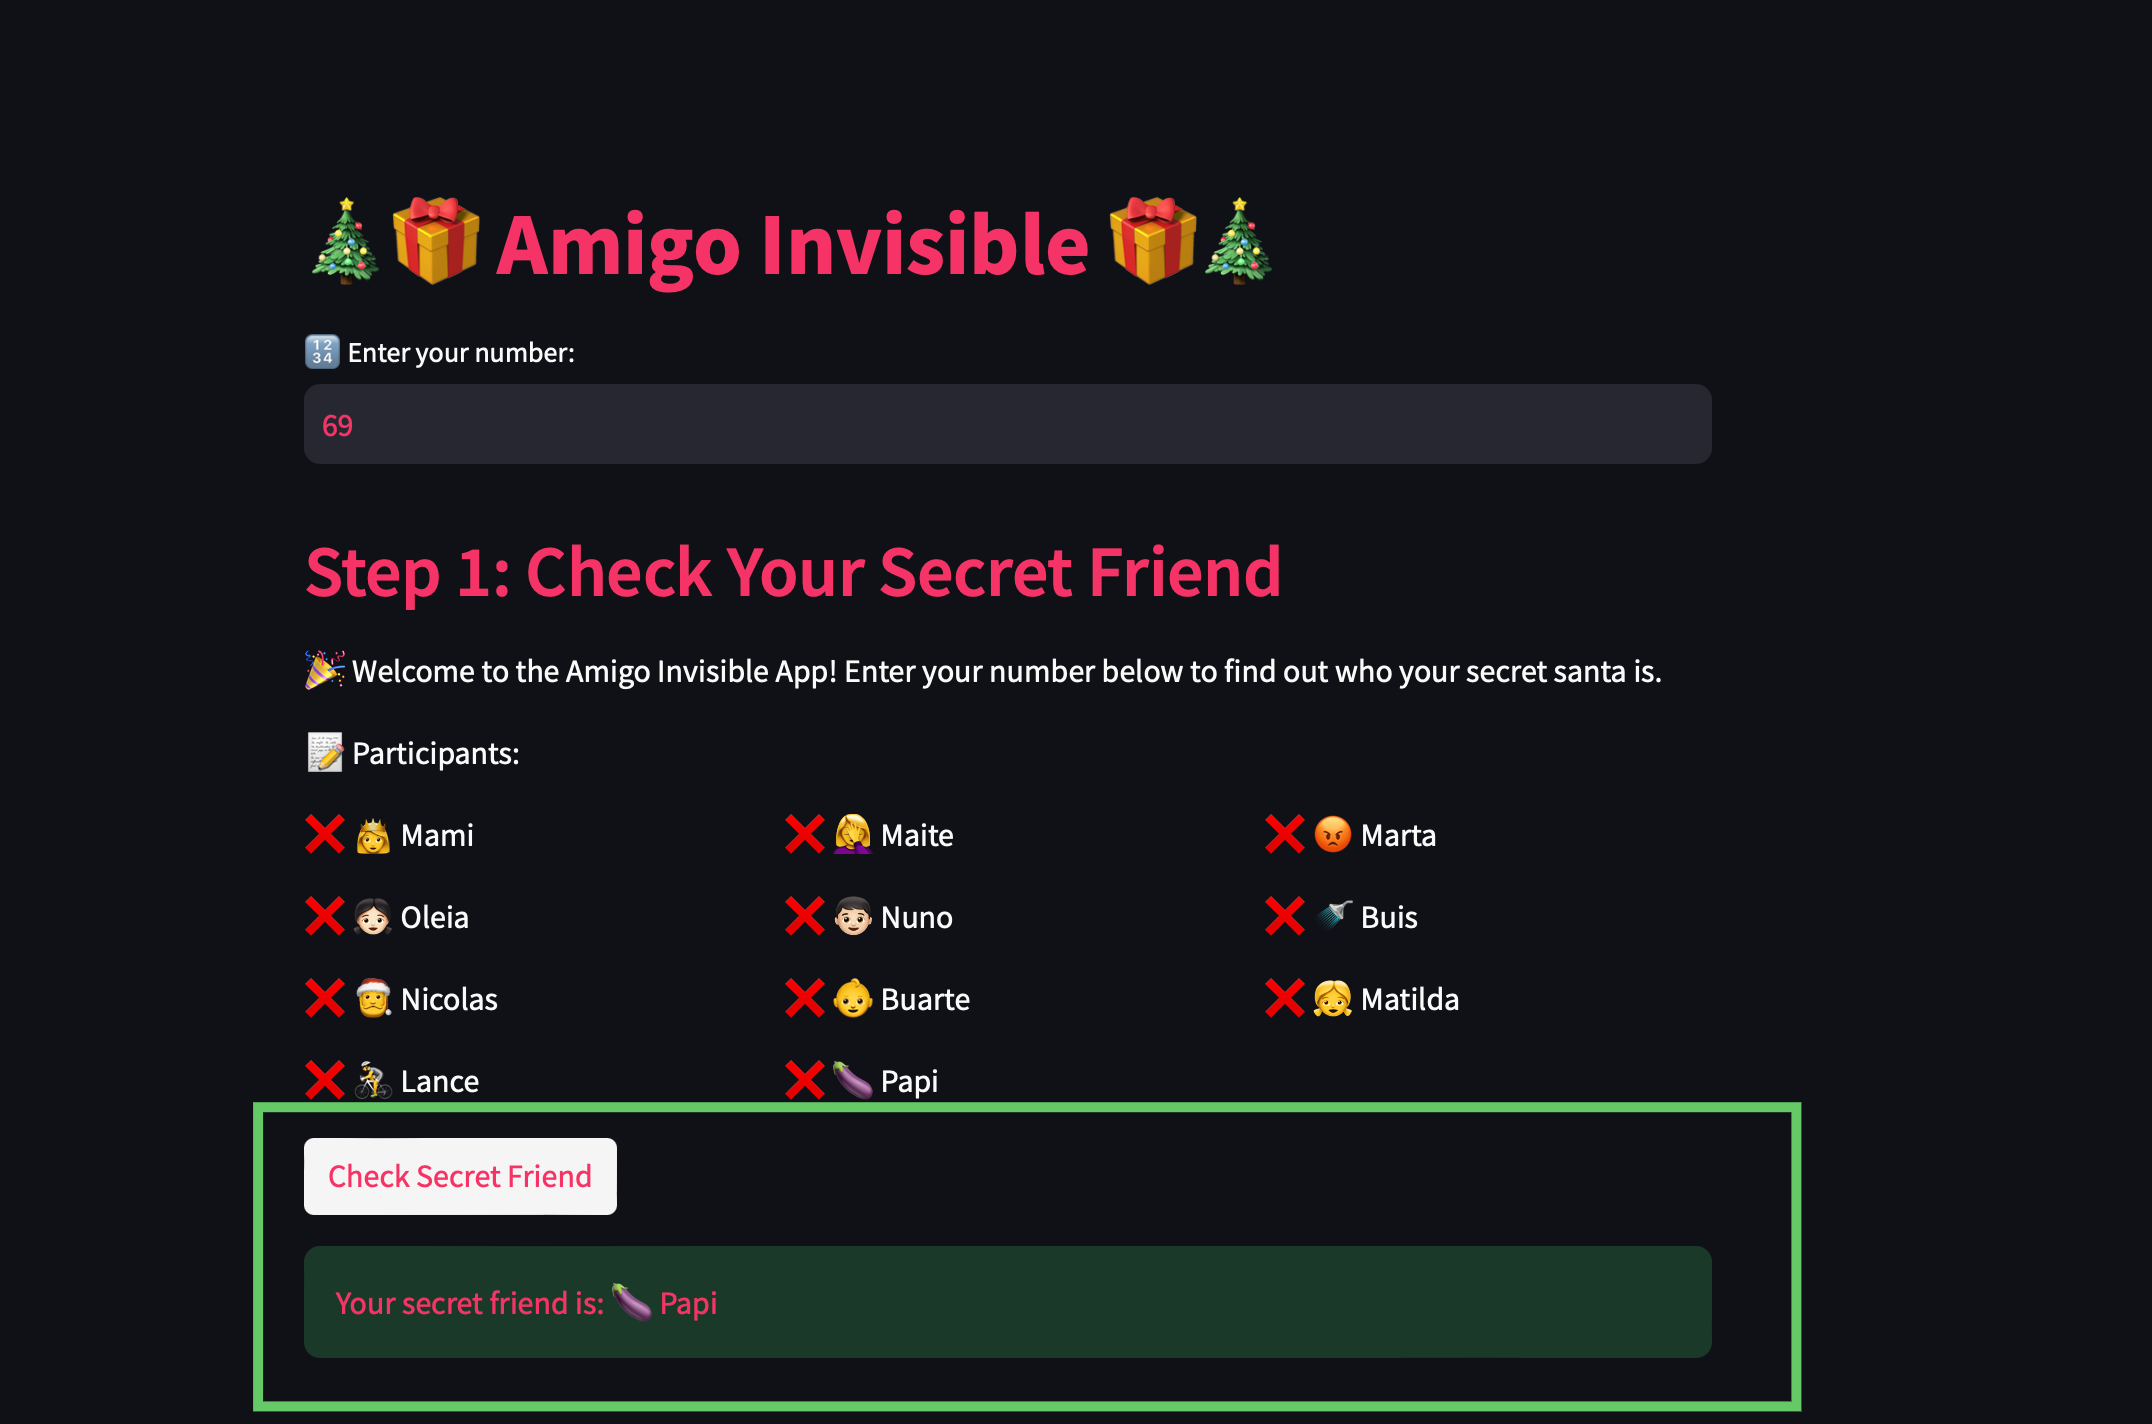 🎄🎁 Amigo Invisible 🎁🎄
🔢 Enter your number:
69
Step 1: Check Your Secret Friend
🎉 Welcome to the Amigo Invisible App! Enter your number below to find out who your secret santa is.
📝 Participants:
❌ 👸 Mami ❌ 🤦‍♀️ Maite ❌ 😡 Marta
❌ 👧🏻 Oleia ❌ 👦🏻 Nuno ❌ 🚿 Buis
❌ 🎅 Nicolas ❌ 👶 Buarte ❌ 👧 Matilda
❌ 🚴 Lance ❌ 🍆 Papi
Check Secret Friend
Your secret friend is: 🍆 Papi